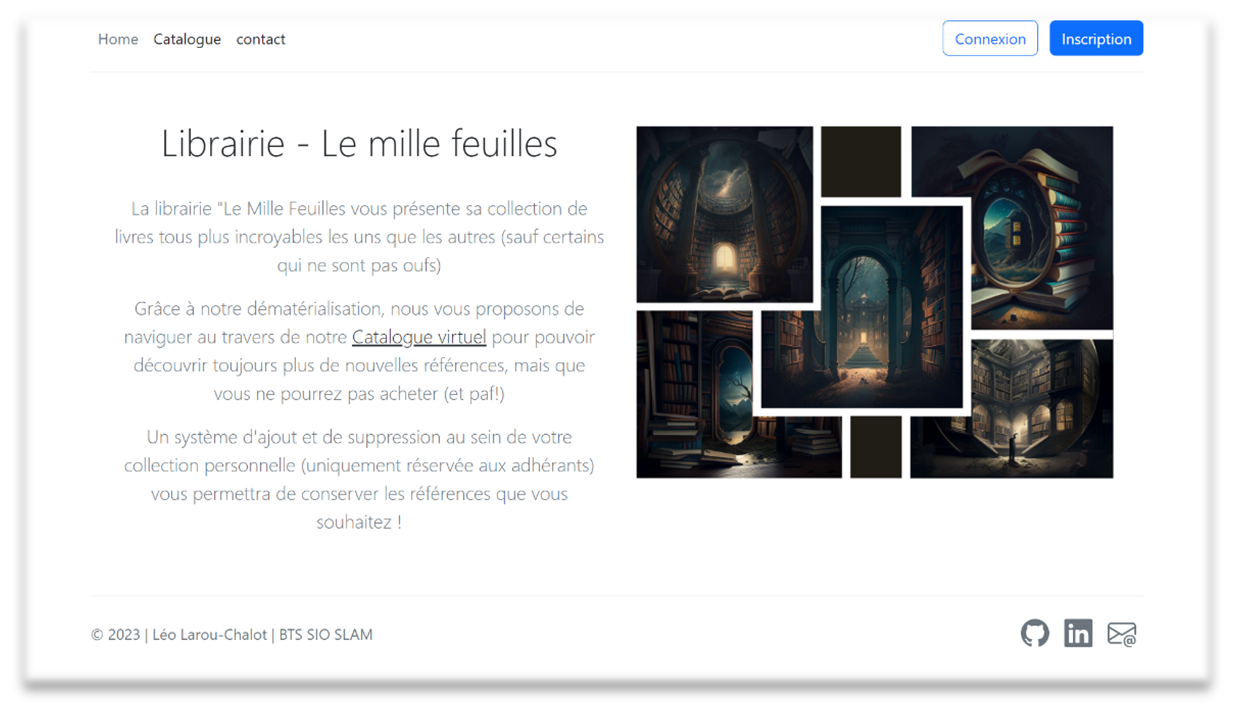 Home Catalogue contact Connexion Inscription
Librairie - Le mille feuilles
La librairie "Le Mille Feuilles vous présente sa collection de
livres tous plus incroyables les uns que les autres (sauf certains
qui ne sont pas oufs)
Grâce à notre dématérialisation, nous vous proposons de
naviguer au travers de notre Catalogue virtuel pour pouvoir
découvrir toujours plus de nouvelles références, mais que
vous ne pourrez pas acheter (et paf!)
Un système d'ajout et de suppression au sein de votre
collection personnelle (uniquement réservée aux adhérants)
vous permettra de conserver les références que vous
souhaitez !
© 2023 | Léo Larou-Chalot | BTS SIO SLAM
in @